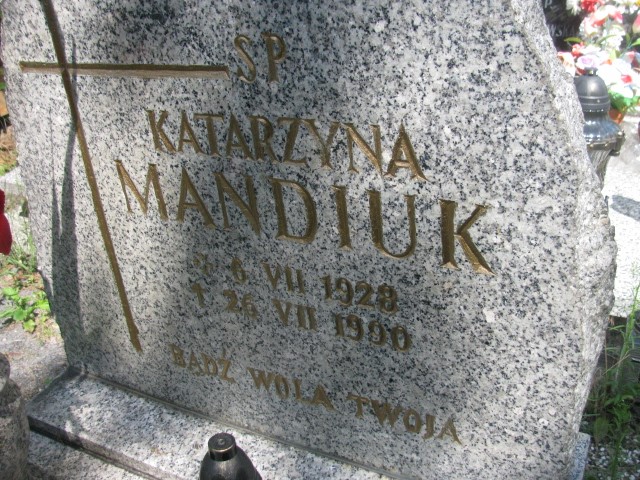 SP
KATARZYNA
MANDIUK
* 6 VII 1928
† 26 VII 1990
BĄDŹ WOLA TWOJA